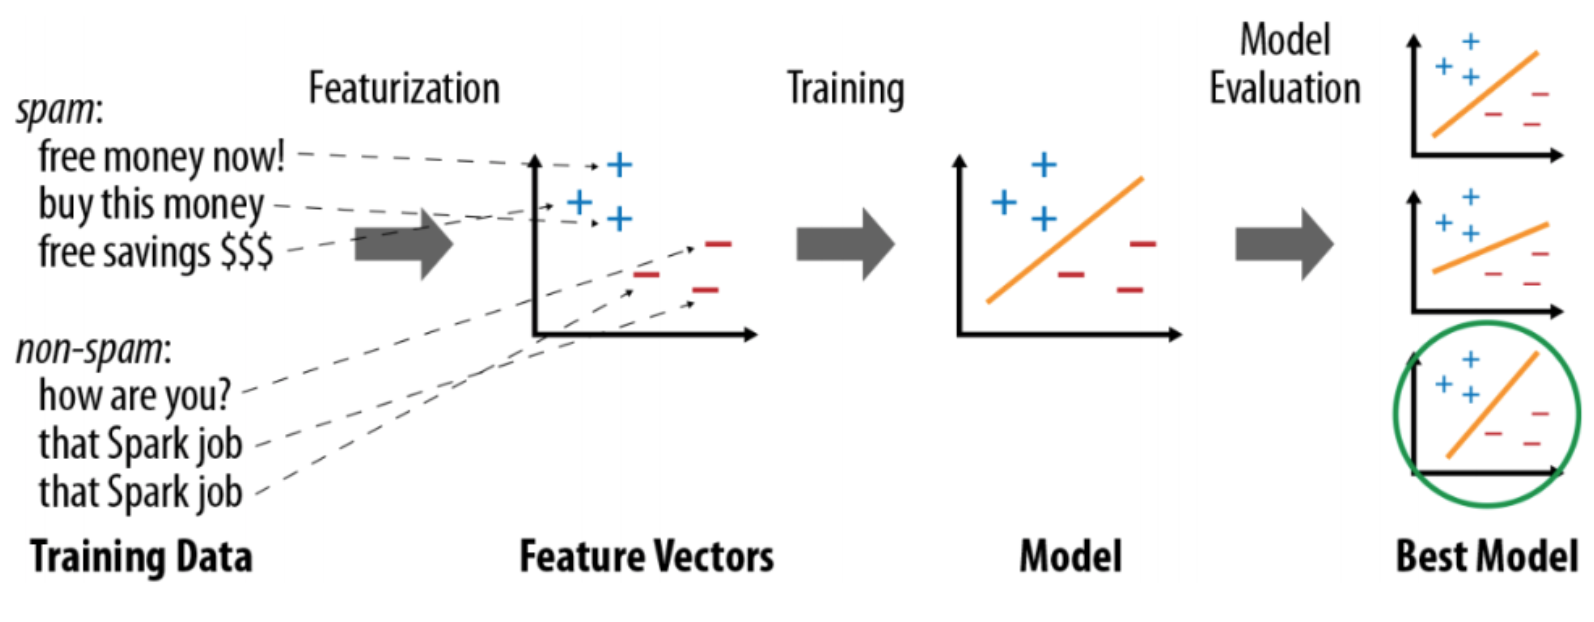 Featurization
Training
Model
Evaluation
spam:
free money now!
buy this money
free savings $$$
non-spam:
how are you?
that Spark job
that Spark job
Training Data
Feature Vectors
Model
Best Model